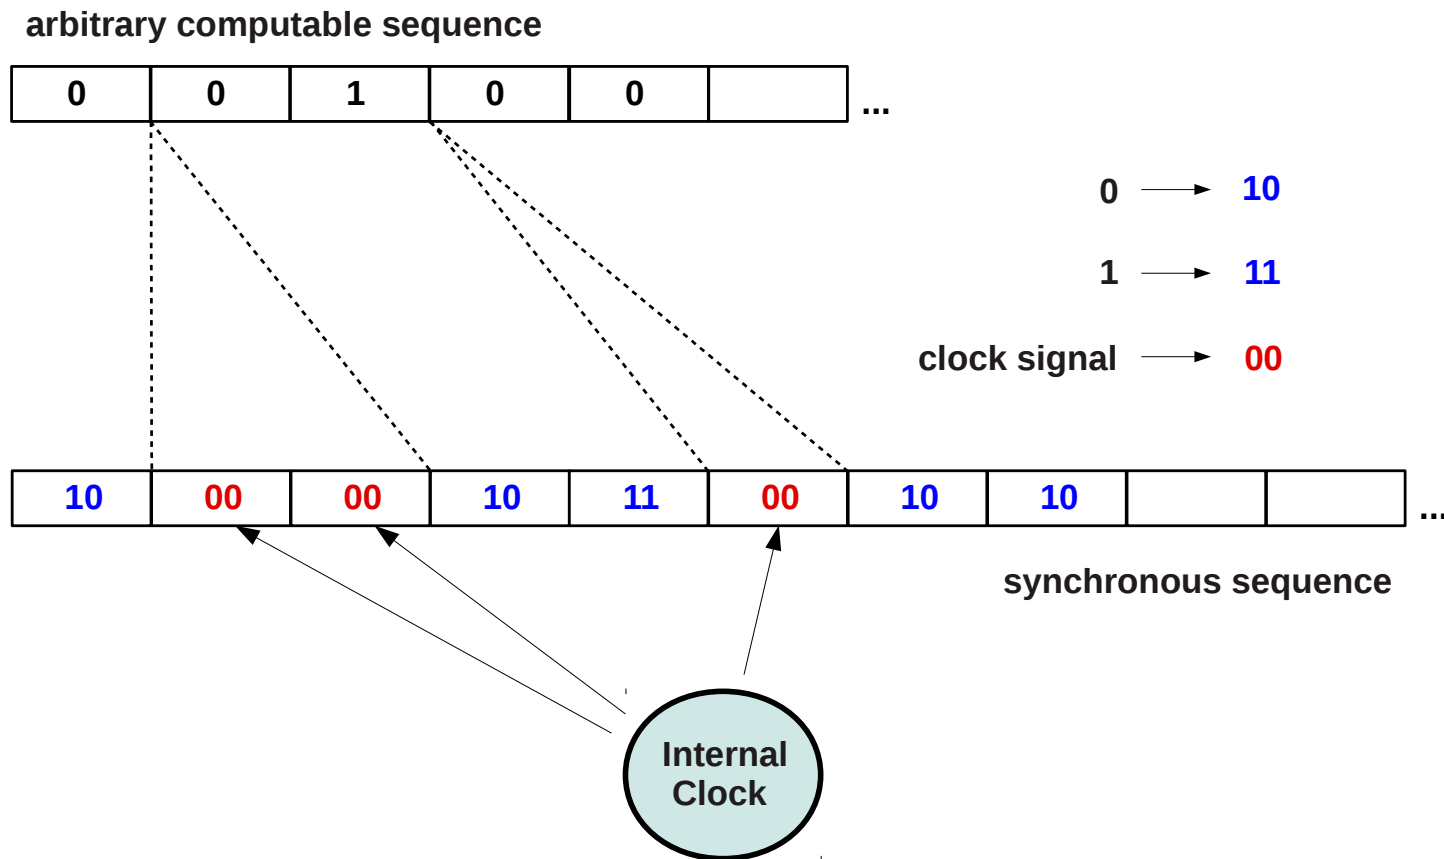 arbitrary computable sequence
0 0 1 0 0 ...
0 10
1 11
clock signal 00
10 00 00 10 11 00 10 10 ...
synchronous sequence
Internal
Clock